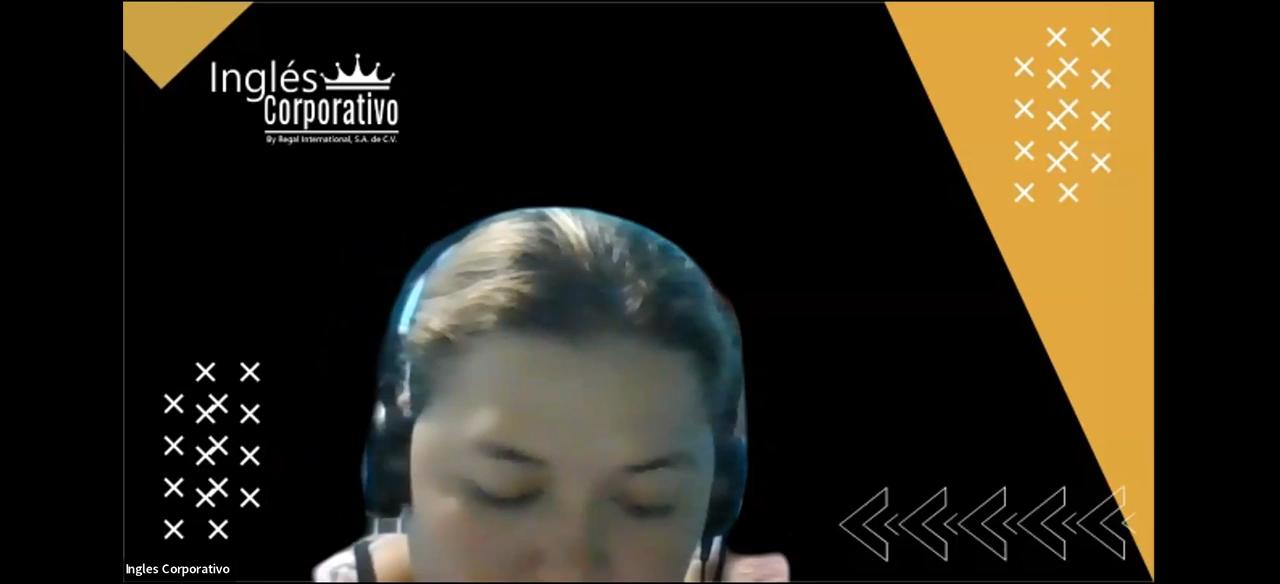 Inglés
Corporativo
By Regal International, S.A. de C.V.
Ingles Corporativo